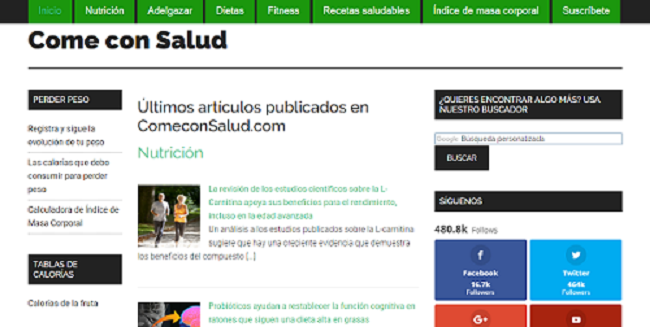 Inicio Nutrición Adelgazar Dietas Fitness Recetas saludables Índice de masa corporal Suscríbete
Come con Salud
PERDER PESO
Registra y sigue la
evolución de tu peso
Las calorías que debo
consumir para perder
peso
Calculadora de Índice de
Masa Corporal
TABLAS DE
CALORÍAS
Calorías de la fruta
Últimos artículos publicados en
ComeconSalud.com
Nutrición
La revisión de los estudios científicos sobre la L-
Carnitina apoya sus beneficios para el rendimiento,
incluso en la edad avanzada
Un análisis a los estudios publicados sobre la L-carnitina
sugiere que hay una creciente evidencia que demuestra
los beneficios del compuesto [...]
Probióticos ayudan a restablecer la función cognitiva en
ratones que siguen una dieta alta en grasas
¿QUIERES ENCONTRAR ALGO MÁS? USA
NUESTRO BUSCADOR
Google Búsqueda personalizada
BUSCAR
SÍGUENOS
480.8k Follows
Facebook
16.7k
Followers
Twitter
464k
Followers